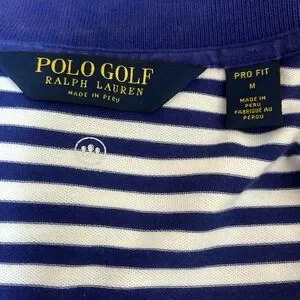 POLO GOLF
RALPH LAUREN
MADE IN PERU
PRO FIT
M
MADE IN
PERU
FABRIQUÉ AU
PÉROU